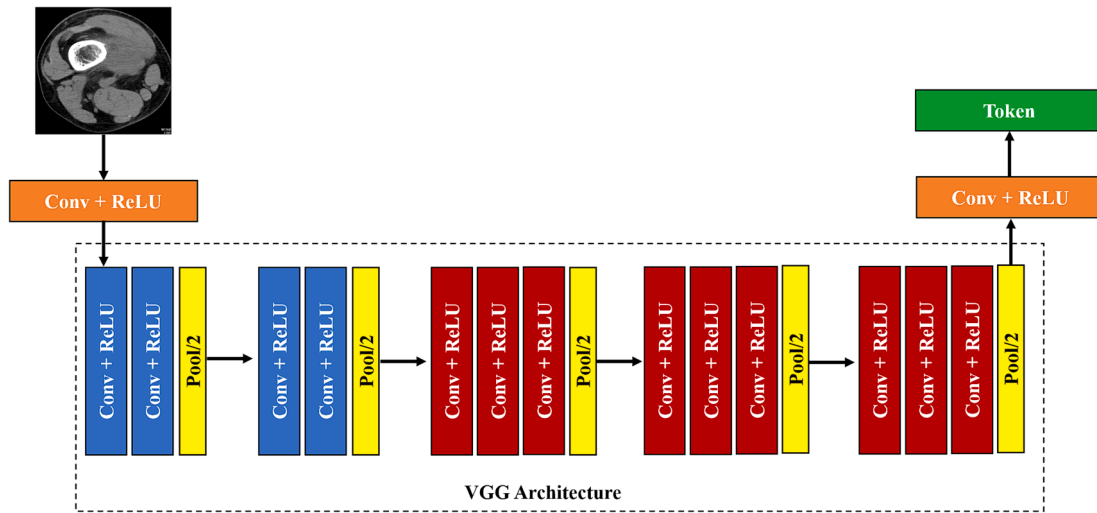 Token
Conv + ReLU
Conv + ReLU
Conv + ReLU
Conv + ReLU
Pool/2
Conv + ReLU
Conv + ReLU
Pool/2
Conv + ReLU
Conv + ReLU
Conv + ReLU
Pool/2
Conv + ReLU
Conv + ReLU
Conv + ReLU
Pool/2
Conv + ReLU
Conv + ReLU
Conv + ReLU
Pool/2
VGG Architecture